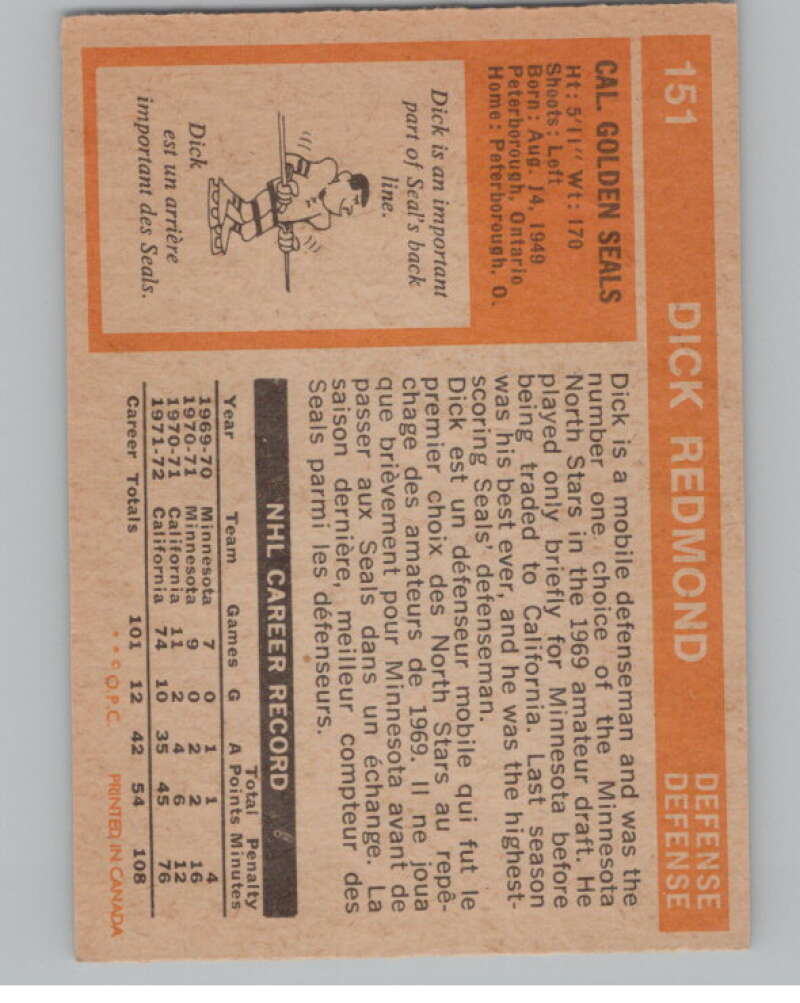 151 DICK REDMOND DEFENSE
DEFENSE
CAL. GOLDEN SEALS
Ht: 5'11" Wt: 170
Shoots: Left
Born: Aug. 14, 1949
Peterborough, Ontario
Home: Peterborough, O.
Dick is an important
part of Seal's back
line.
Dick
est un arrière
important des Seals.
Dick is a mobile defenseman and was the
number one choice of the Minnesota
North Stars in the 1969 amateur draft. He
played only briefly for Minnesota before
being traded to California. Last season
was his best ever, and he was the highest-
scoring Seals' defenseman.
Dick est un défenseur mobile qui fut le
premier choix des North Stars au repê-
chage des amateurs de 1969. Il ne joua
que brièvement pour Minnesota avant de
passer aux Seals dans un échange. La
saison dernière, meilleur compteur des
Seals parmi les défenseurs.
NHL CAREER RECORD
Total Penalty
Year Team Games G A Points Minutes
1969-70 Minnesota 7 0 1 1 4
1970-71 Minnesota 9 0 2 2 16
1970-71 California 11 2 4 6 12
1971-72 California 74 10 35 45 76
Career Totals 101 12 42 54 108
* * © O.P.C. PRINTED IN CANADA